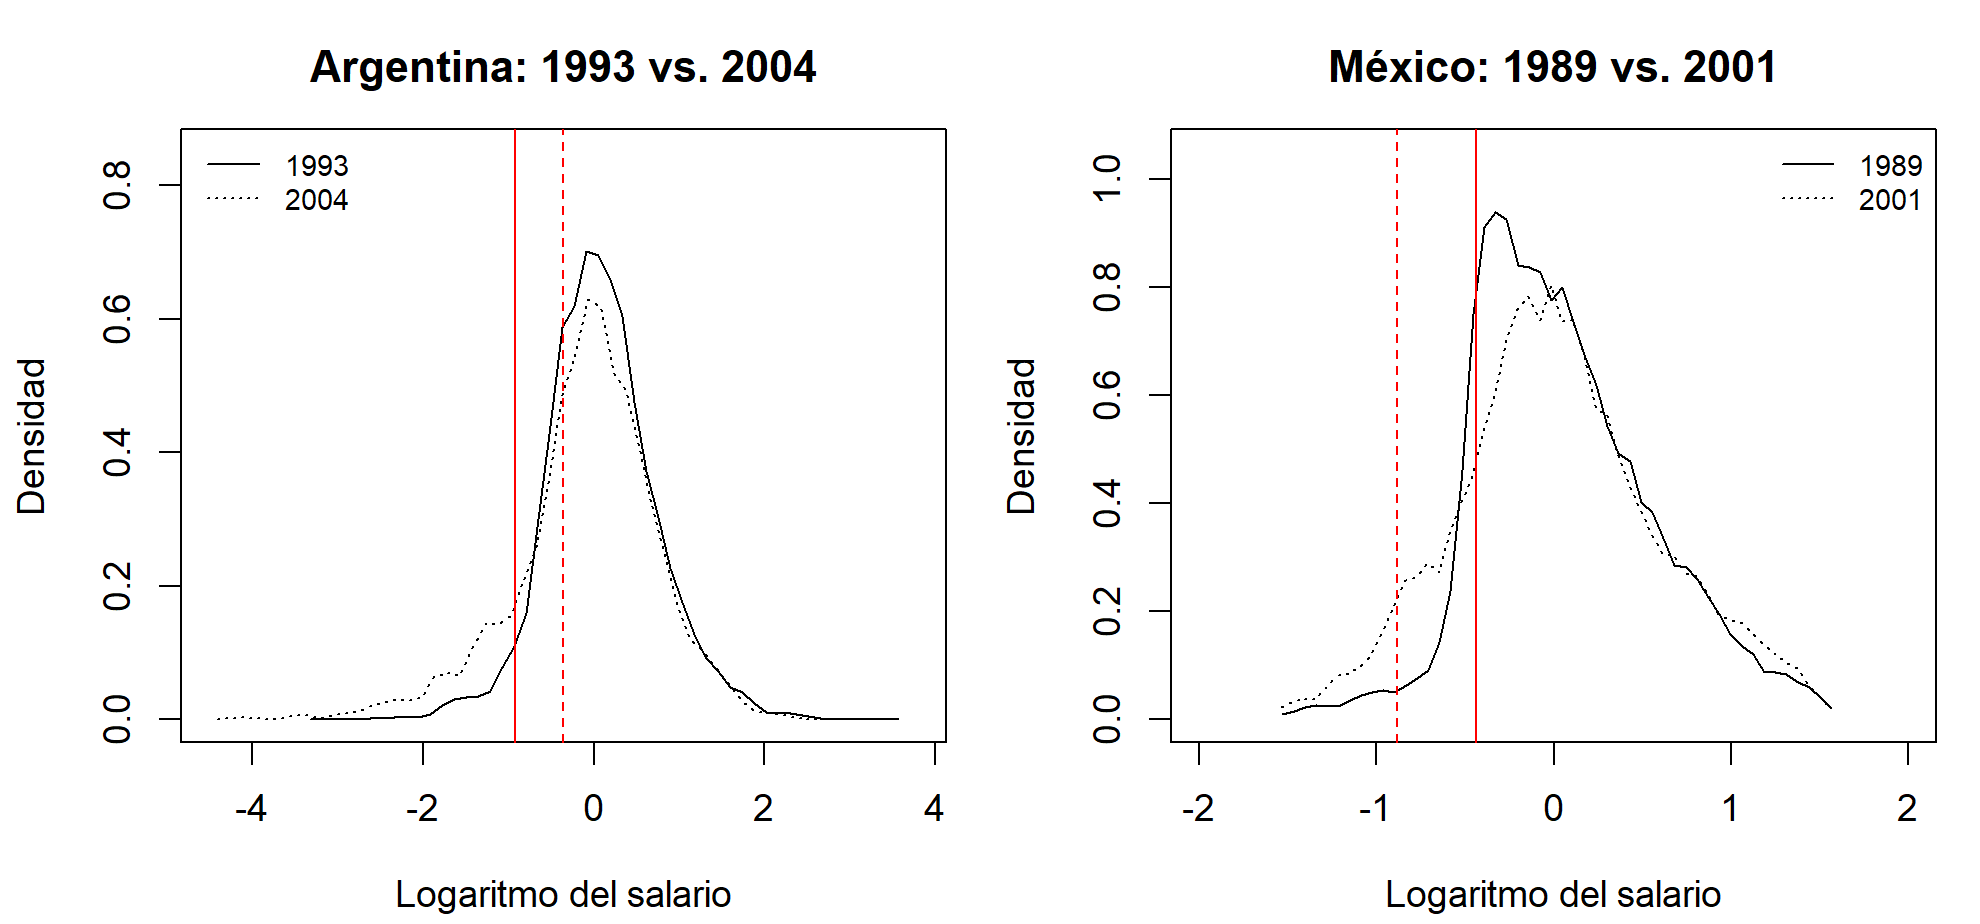 Argentina: 1993 vs. 2004
1993
2004
Densidad
0.0 0.2 0.4 0.6 0.8
-4 -2 0 2 4
Logaritmo del salario
México: 1989 vs. 2001
1989
2001
Densidad
0.0 0.2 0.4 0.6 0.8 1.0
-2 -1 0 1 2
Logaritmo del salario